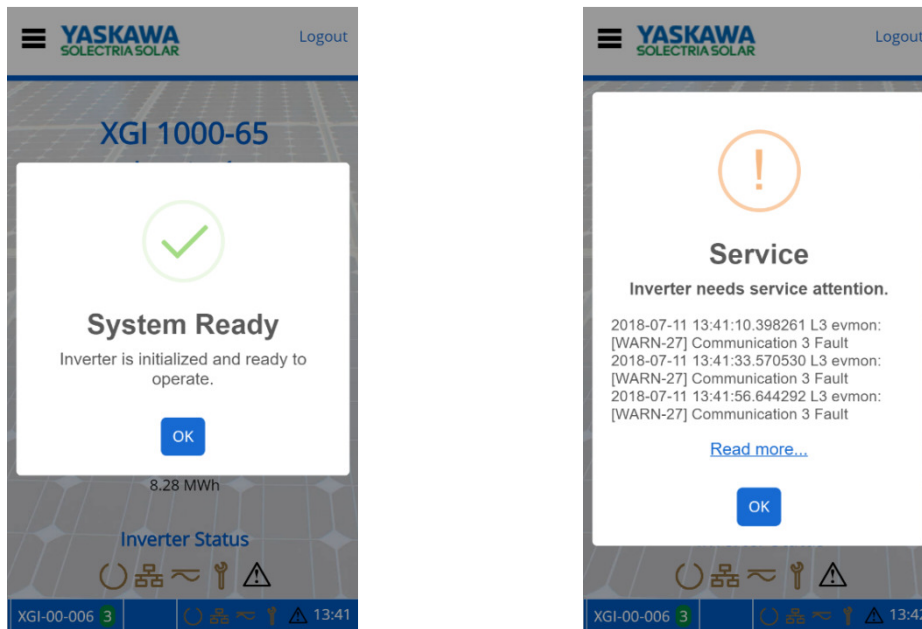 YASKAWA
SOLECTRIA SOLAR
Logout
XGI 1000-65
System Ready
Inverter is initialized and ready to
operate.
OK
8.28 MWh
Inverter Status
XGI-00-006 3
13:41
YASKAWA
SOLECTRIA SOLAR
Logout
!
Service
Inverter needs service attention.
2018-07-11 13:41:10.398261 L3 evmon:
[WARN-27] Communication 3 Fault
2018-07-11 13:41:33.570530 L3 evmon:
[WARN-27] Communication 3 Fault
2018-07-11 13:41:56.644292 L3 evmon:
[WARN-27] Communication 3 Fault
Read more...
OK
XGI-00-006 3
13:42